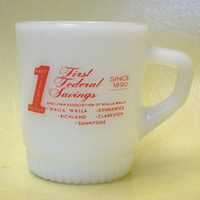 1
First
Federal
Savings
SINCE
1890
AND LOAN ASSOCIATION OF WALLA WALLA
•WALLA WALLA •KENNEWICK
•RICHLAND •CLARKSTON
•SUNNYSIDE